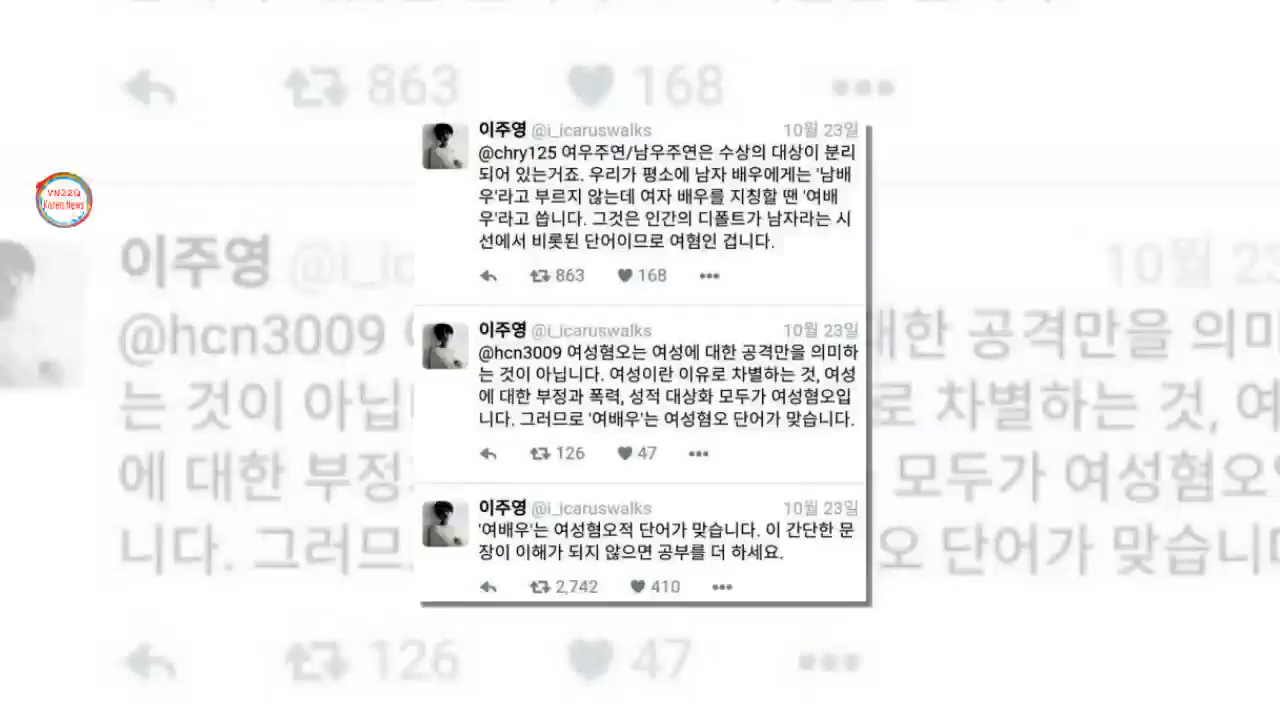 863 168
이주영 @i_icaruswalks 10월 23일
@chry125 여우주연/남우주연은 수상의 대상이 분리
되어 있는거죠. 우리가 평소에 남자 배우에게는 '남배
우'라고 부르지 않는데 여자 배우를 지칭할 땐 '여배
우'라고 씁니다. 그것은 인간의 디폴트가 남자라는 시
선에서 비롯된 단어이므로 여혐인 겁니다.
863 168
이주영 @i_icaruswalks 10월 23일
@hcn3009 여성혐오는 여성에 대한 공격만을 의미하
는 것이 아닙니다. 여성이란 이유로 차별하는 것, 여성
에 대한 부정과 폭력, 성적 대상화 모두가 여성혐오입
니다. 그러므로 '여배우'는 여성혐오 단어가 맞습니다.
126 47
이주영 @i_icaruswalks 10월 23일
'여배우'는 여성혐오적 단어가 맞습니다. 이 간단한 문
장이 이해가 되지 않으면 공부를 더 하세요.
2,742 410
VN22Q
Korea News
이주영 @i_ic 10월 23
@hcn3009 대한 공격만을 의미
는 것이 아닙 로 차별하는 것, 여
에 대한 부정 모두가 여성혐오
니다. 그러므 오 단어가 맞습니
126 47